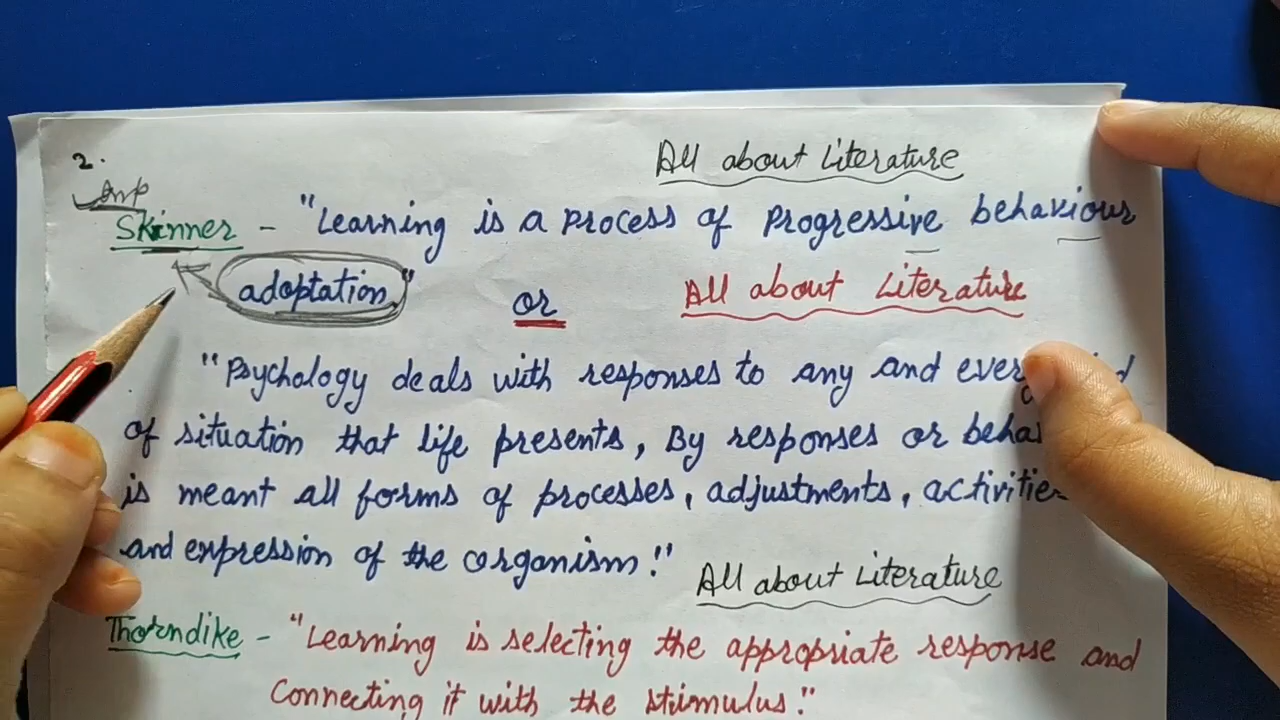 2.
All about Literature
Imp
Skinner - "Learning is a process of Progressive behaviour
adoptation" or All about Literature
"Psychology deals with responses to any and every
of situation that life presents, By responses or beha
is meant all forms of processes, adjustments, activitie
and expression of the organism!"
All about Literature
Thorndike - "Learning is selecting the appropriate response and
Connecting it with the stimulus."